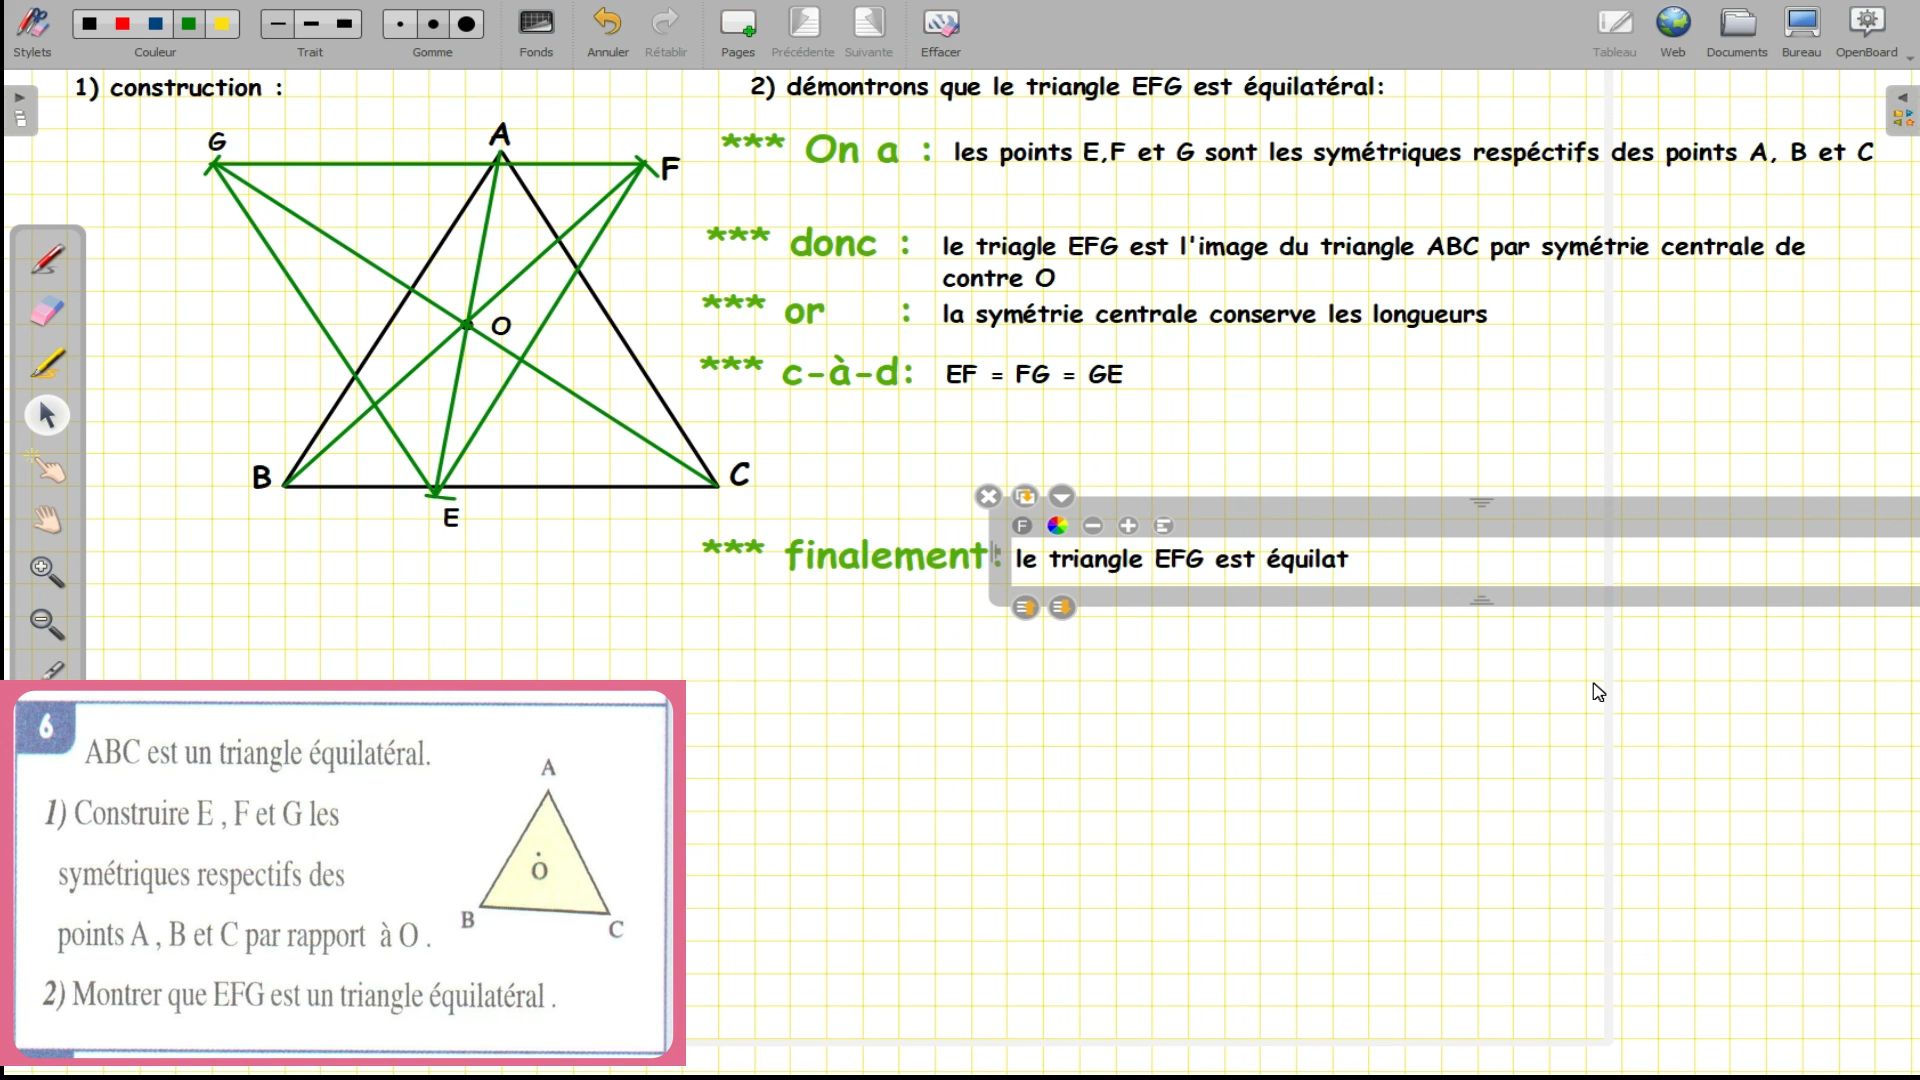 Stylets
Couleur
Trait
Gomme
Fonds
Annuler
Rétablir
Pages
Précédente
Suivante
Effacer
Tableau
Web
Documents
Bureau
OpenBoard
1) construction :
G
A
F
O
B
C
E
2) démontrons que le triangle EFG est équilatéral:
*** On a : les points E,F et G sont les symétriques respéctifs des points A, B et C
*** donc : le triagle EFG est l'image du triangle ABC par symétrie centrale de
contre O
*** or : la symétrie centrale conserve les longueurs
*** c-à-d: EF = FG = GE
F
*** finalement: le triangle EFG est équilat
6
ABC est un triangle équilatéral.
1) Construire E , F et G les
symétriques respectifs des
points A , B et C par rapport à O .
2) Montrer que EFG est un triangle équilatéral .
A
O
B
C